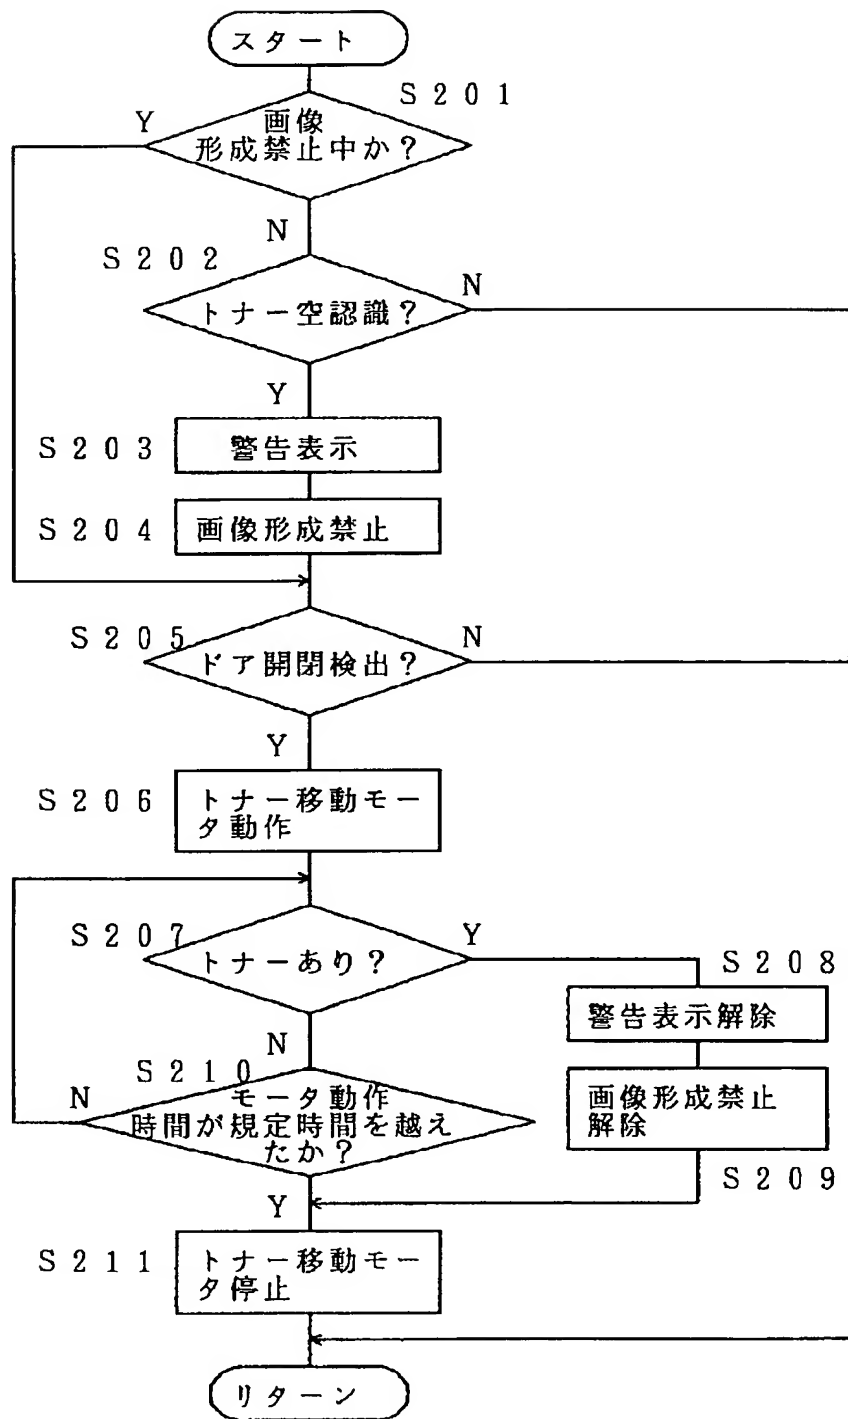 スタート
S201
Y
画像
形成禁止中か?
N
S202
トナー空認識?
N
Y
S203
警告表示
S204
画像形成禁止
S205
ドア開閉検出?
N
Y
S206
トナー移動モー
タ動作
S207
トナーあり?
Y
S208
警告表示解除
N
S210
モータ動作
時間が規定時間を越え
たか?
N
画像形成禁止
解除
S209
Y
S211
トナー移動モー
タ停止
リターン